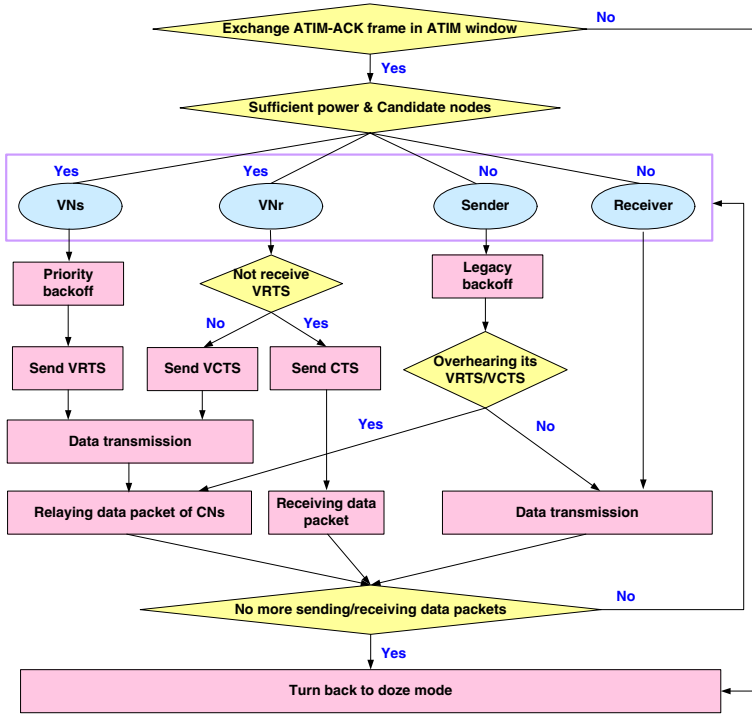 Exchange ATIM-ACK frame in ATIM window
No
Yes
Sufficient power & Candidate nodes
Yes
Yes
No
No
VNs
VNr
Sender
Receiver
Priority
backoff
Not receive
VRTS
Legacy
backoff
No
Yes
Send VRTS
Send VCTS
Send CTS
Overhearing its
VRTS/VCTS
Yes
No
Data transmission
Relaying data packet of CNs
Receiving data
packet
Data transmission
No more sending/receiving data packets
No
Yes
Turn back to doze mode